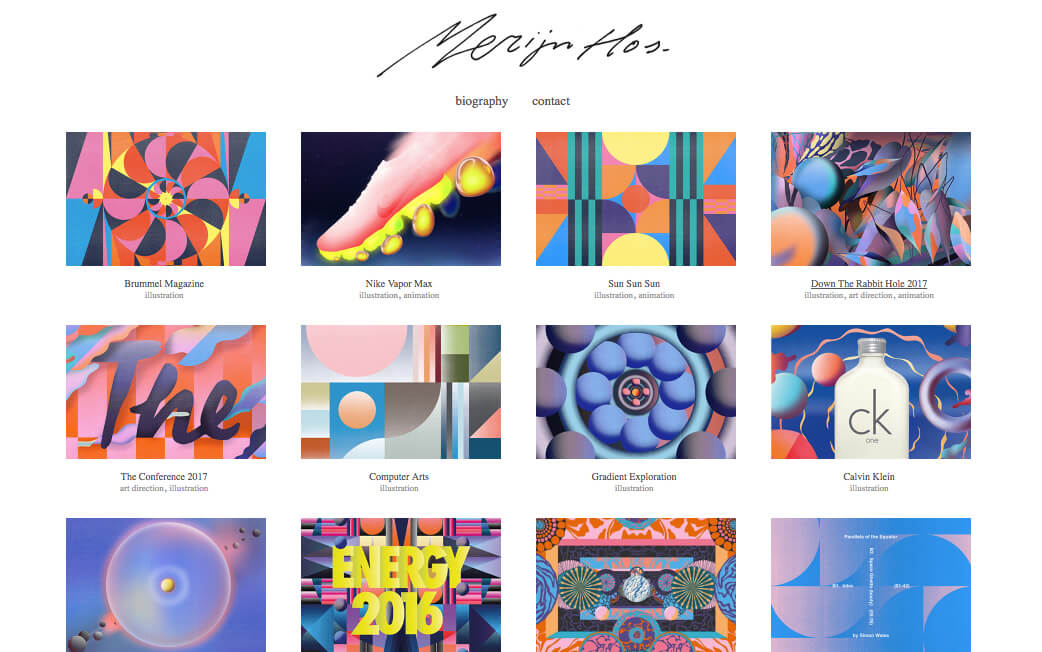 Merijn Hos.
biography contact
Brummel Magazine
illustration
Nike Vapor Max
illustration, animation
Sun Sun Sun
illustration, animation
Down The Rabbit Hole 2017
illustration, art direction, animation
The
ck
one
The Conference 2017
art direction, illustration
Computer Arts
illustration
Gradient Exploration
illustration
Calvin Klein
illustration
ENERGY
2016
Parallels of the Equator
by Simon Wales